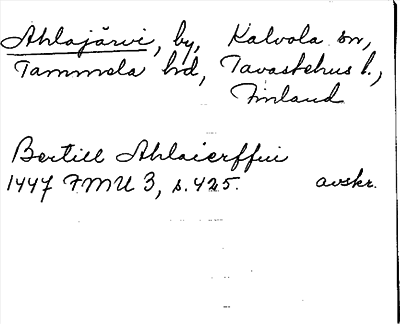 Ahlajärvi, by, Kalvola sn,
Tammela hd, Tavastehus l.,
Finland
Bertill Ahlaierffui
1447 FMU 3, s. 425. avskr.